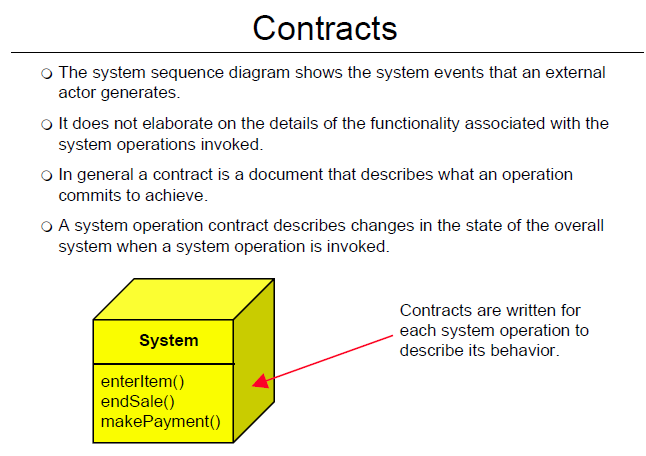 Contracts
The system sequence diagram shows the system events that an external
actor generates.
It does not elaborate on the details of the functionality associated with the
system operations invoked.
In general a contract is a document that describes what an operation
commits to achieve.
A system operation contract describes changes in the state of the overall
system when a system operation is invoked.
System
enterItem()
endSale()
makePayment()
Contracts are written for
each system operation to
describe its behavior.